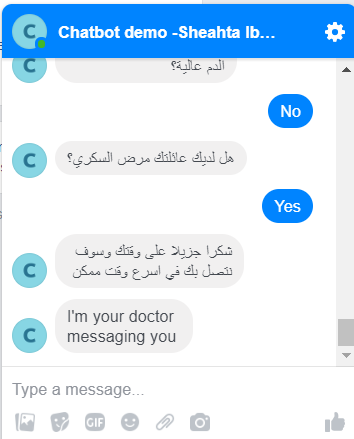 Chatbot demo -Sheahta Ib...
الدم عالية؟
No
هل لديك عائلتك مرض السكري؟
Yes
شكرا جزيلا على وقتك وسوف
نتصل بك في اسرع وقت ممكن
I'm your doctor
messaging you
Type a message...
GIF